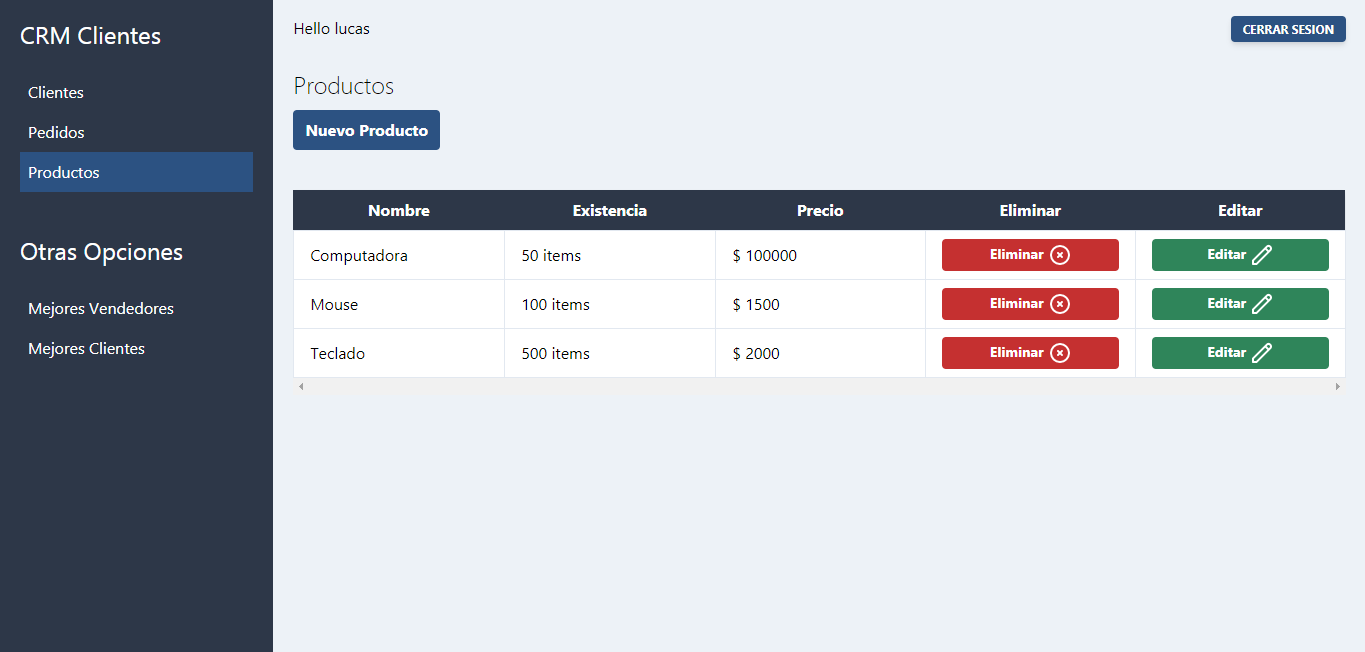 CRM Clientes
Clientes
Pedidos
Productos
Otras Opciones
Mejores Vendedores
Mejores Clientes
Hello lucas
CERRAR SESION
Productos
Nuevo Producto
Nombre Existencia Precio Eliminar Editar
Computadora 50 items $ 100000 Eliminar Editar
Mouse 100 items $ 1500 Eliminar Editar
Teclado 500 items $ 2000 Eliminar Editar